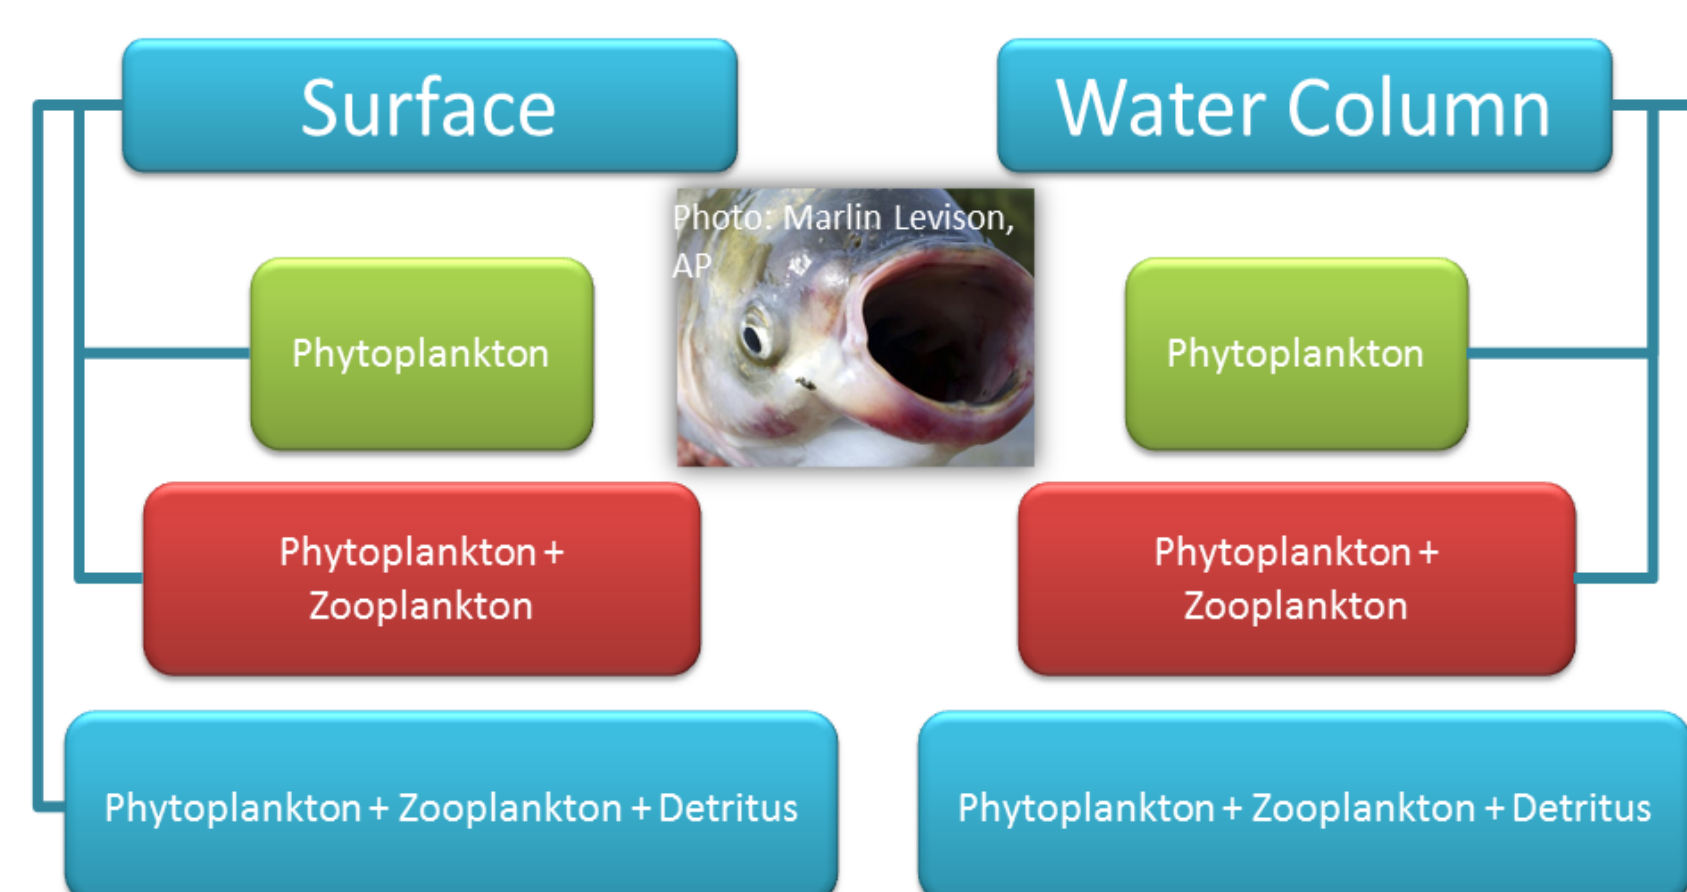 Surface
Water Column
Photo: Marlin Levison,
AP
Phytoplankton
Phytoplankton
Phytoplankton +
Zooplankton
Phytoplankton +
Zooplankton
Phytoplankton + Zooplankton + Detritus
Phytoplankton + Zooplankton + Detritus